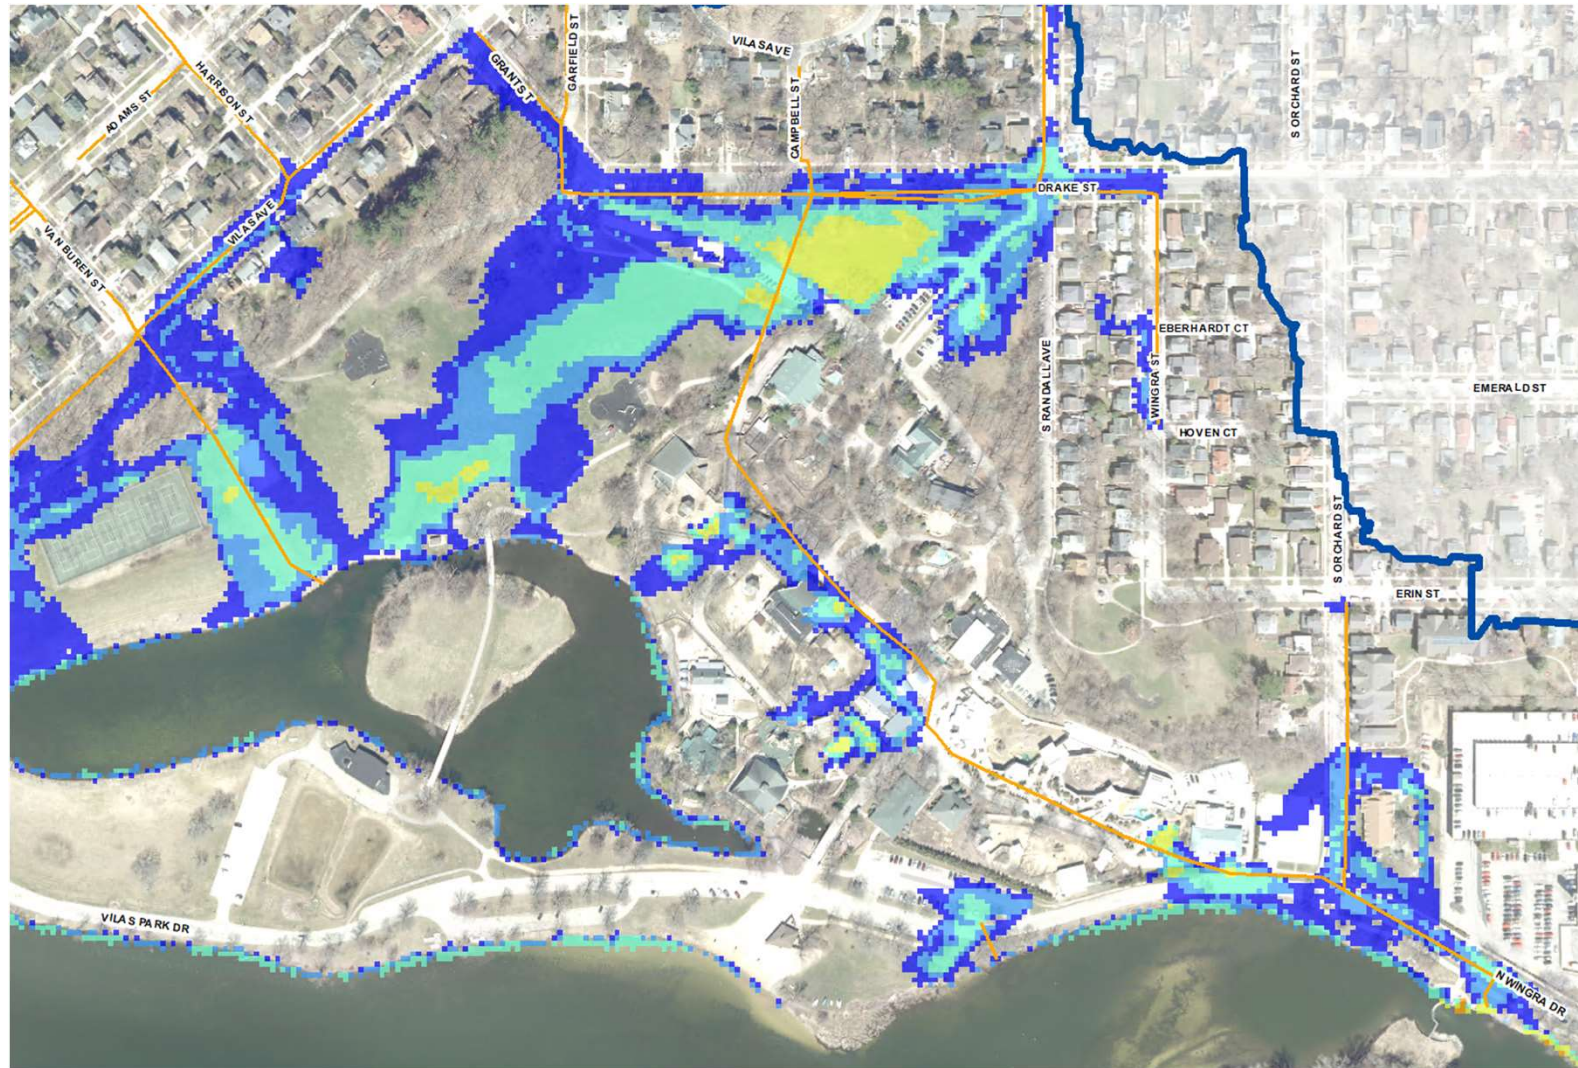 VILAS AVE
GARFIELD ST
GRANT ST
HARRISON ST
ADAMS ST
CAMPBELL ST
S ORCHARD ST
DRAKE ST
VILAS AVE
VAN BUREN ST
EBERHARDT CT
S RANDALL AVE
WINGRA ST
EMERALD ST
HOVEN CT
S ORCHARD ST
ERIN ST
VILAS PARK DR
N WINGRA DR